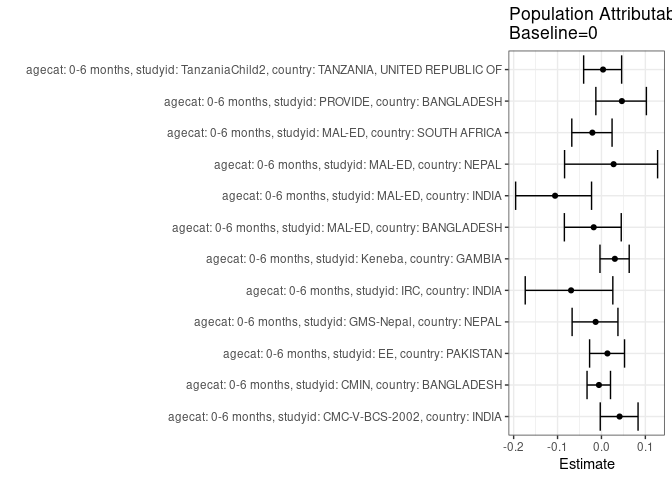 Population Attributab
Baseline=0
agecat: 0-6 months, studyid: TanzaniaChild2, country: TANZANIA, UNITED REPUBLIC OF
agecat: 0-6 months, studyid: PROVIDE, country: BANGLADESH
agecat: 0-6 months, studyid: MAL-ED, country: SOUTH AFRICA
agecat: 0-6 months, studyid: MAL-ED, country: NEPAL
agecat: 0-6 months, studyid: MAL-ED, country: INDIA
agecat: 0-6 months, studyid: MAL-ED, country: BANGLADESH
agecat: 0-6 months, studyid: Keneba, country: GAMBIA
agecat: 0-6 months, studyid: IRC, country: INDIA
agecat: 0-6 months, studyid: GMS-Nepal, country: NEPAL
agecat: 0-6 months, studyid: EE, country: PAKISTAN
agecat: 0-6 months, studyid: CMIN, country: BANGLADESH
agecat: 0-6 months, studyid: CMC-V-BCS-2002, country: INDIA
-0.2 -0.1 0.0 0.1
Estimate